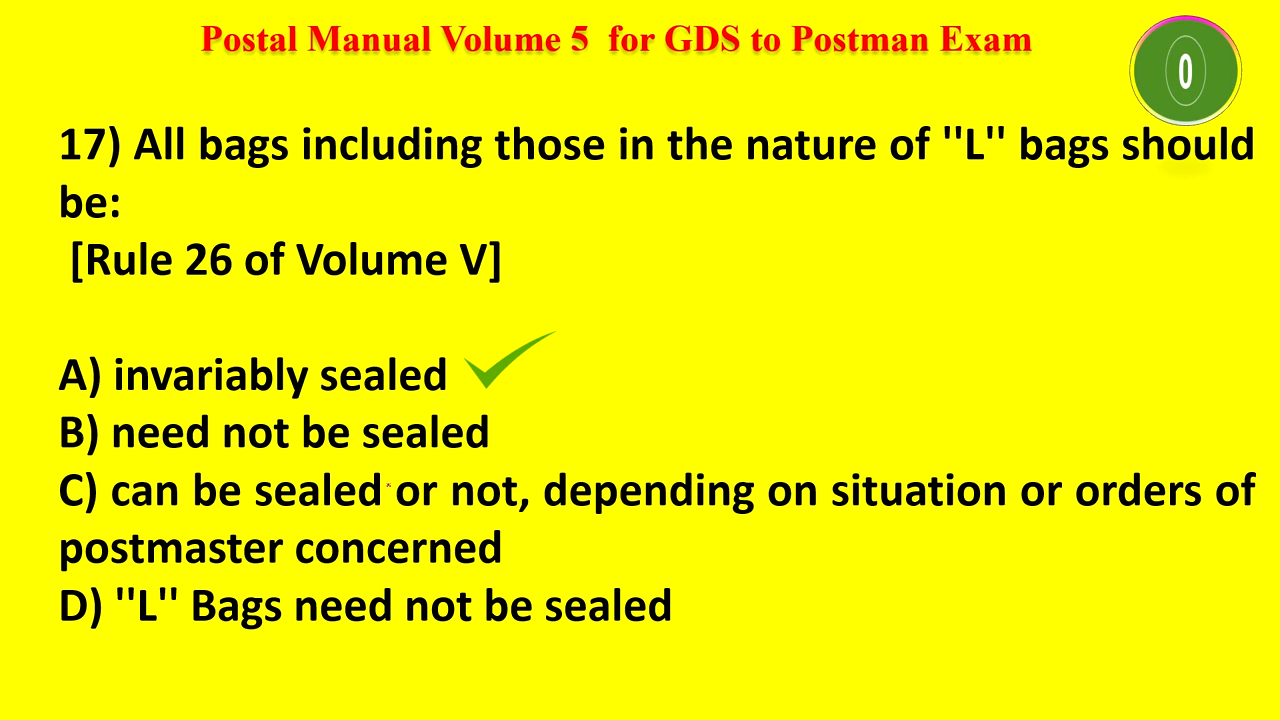 Postal Manual Volume 5 for GDS to Postman Exam
0
17) All bags including those in the nature of "L" bags should
be:
[Rule 26 of Volume V]
A) invariably sealed
B) need not be sealed
C) can be sealed or not, depending on situation or orders of
postmaster concerned
D) "L" Bags need not be sealed